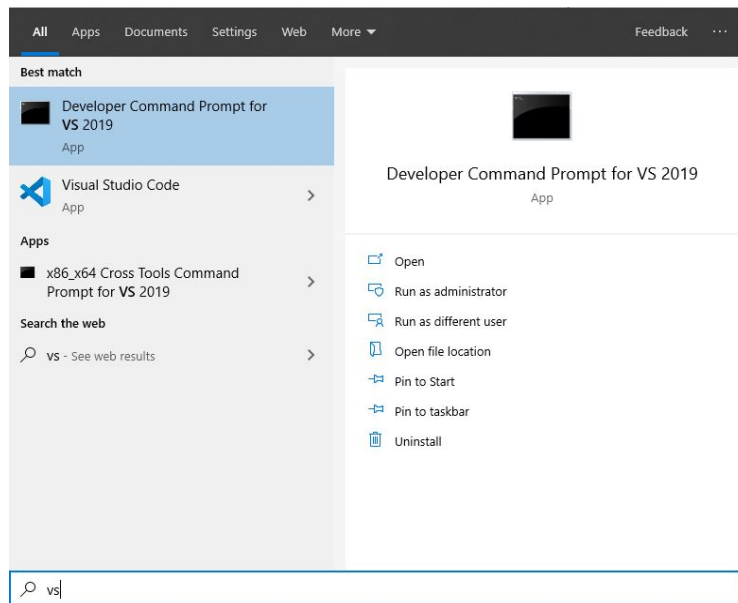 All Apps Documents Settings Web More Feedback ...
Best match
Developer Command Prompt for
VS 2019
App
Visual Studio Code
App
Apps
x86_x64 Cross Tools Command
Prompt for VS 2019
Search the web
vs - See web results
Developer Command Prompt for VS 2019
App
Open
Run as administrator
Run as different user
Open file location
Pin to Start
Pin to taskbar
Uninstall
vs